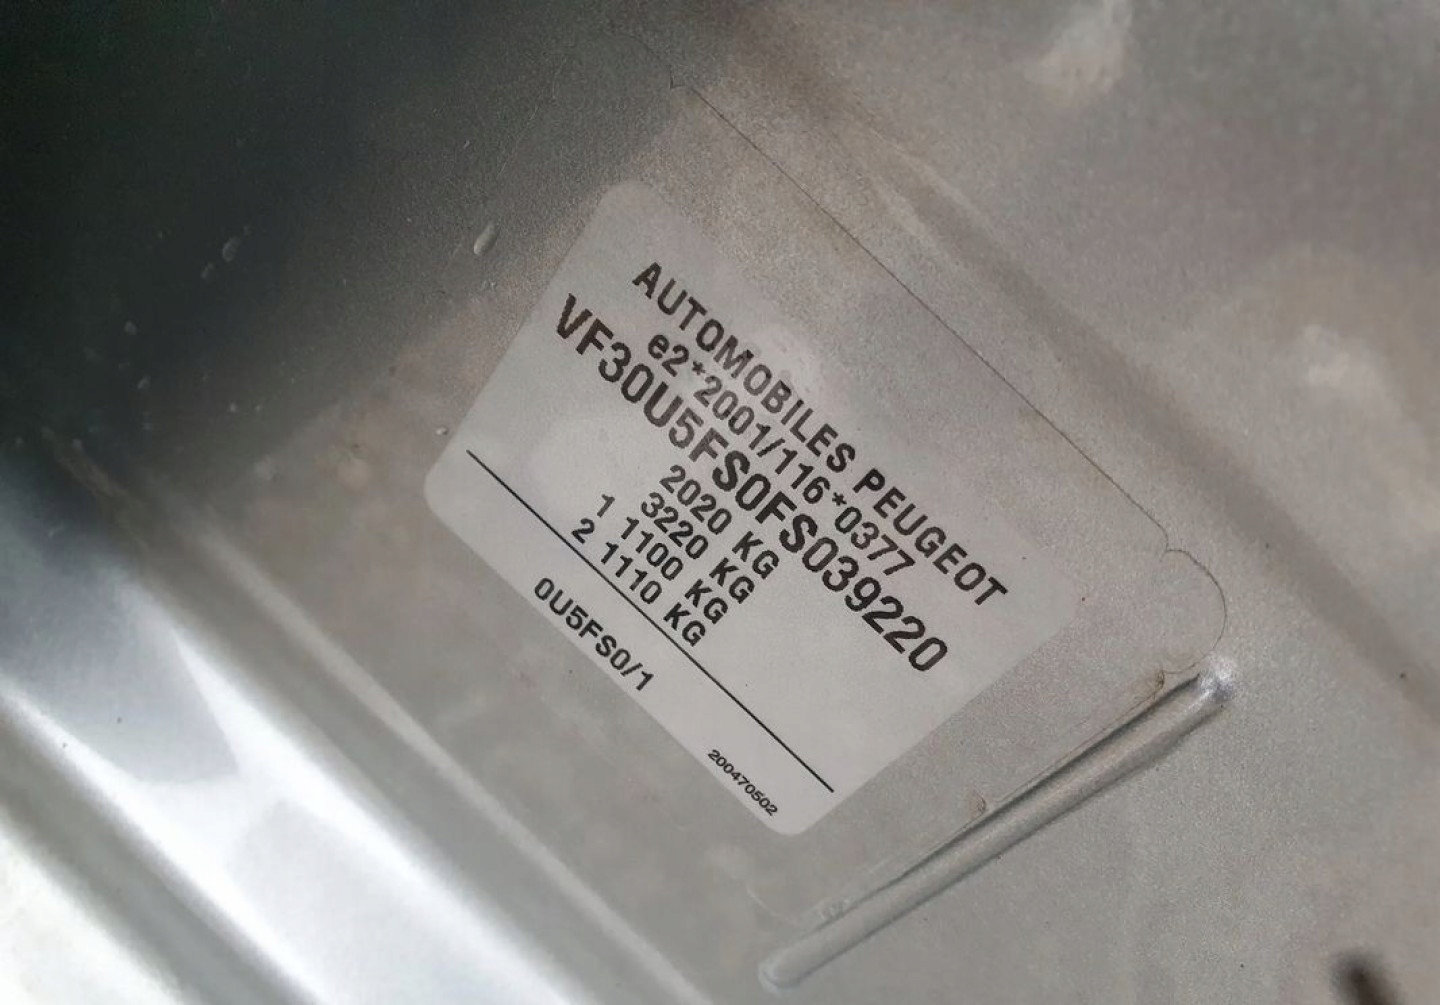 AUTOMOBILES PEUGEOT
e2*2001/116*0377
VF30U5FS0FS039220
2020 KG
3220 KG
1 1100 KG
2 1110 KG
0U5FS0/1
200470502